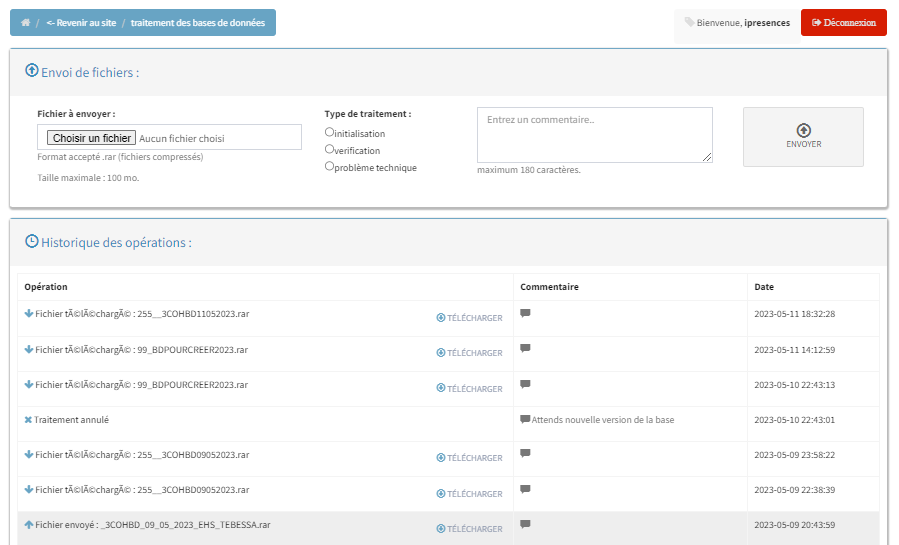 / <- Revenir au site / traitement des bases de données
Bienvenue, ipresences
Déconnexion
Envoi de fichiers :
Fichier à envoyer :
Choisir un fichier Aucun fichier choisi
Format accepté .rar (fichiers compressés)
Taille maximale : 100 mo.
Type de traitement :
initialisation
verification
problème technique
Entrez un commentaire..
maximum 180 caractères.
ENVOYER
Historique des opérations :
Opération Commentaire Date
Fichier tÃ©lÃ©chargÃ© : 255__3COHBD11052023.rar TÉLÉCHARGER 2023-05-11 18:32:28
Fichier tÃ©lÃ©chargÃ© : 99_BDPOURCREER2023.rar TÉLÉCHARGER 2023-05-11 14:12:59
Fichier tÃ©lÃ©chargÃ© : 99_BDPOURCREER2023.rar TÉLÉCHARGER 2023-05-10 22:43:13
Traitement annulé Attends nouvelle version de la base 2023-05-10 22:43:01
Fichier tÃ©lÃ©chargÃ© : 255__3COHBD09052023.rar TÉLÉCHARGER 2023-05-09 23:58:22
Fichier tÃ©lÃ©chargÃ© : 255__3COHBD09052023.rar TÉLÉCHARGER 2023-05-09 22:38:39
Fichier envoyé : _3COHBD_09_05_2023_EHS_TEBESSA.rar TÉLÉCHARGER 2023-05-09 20:43:59